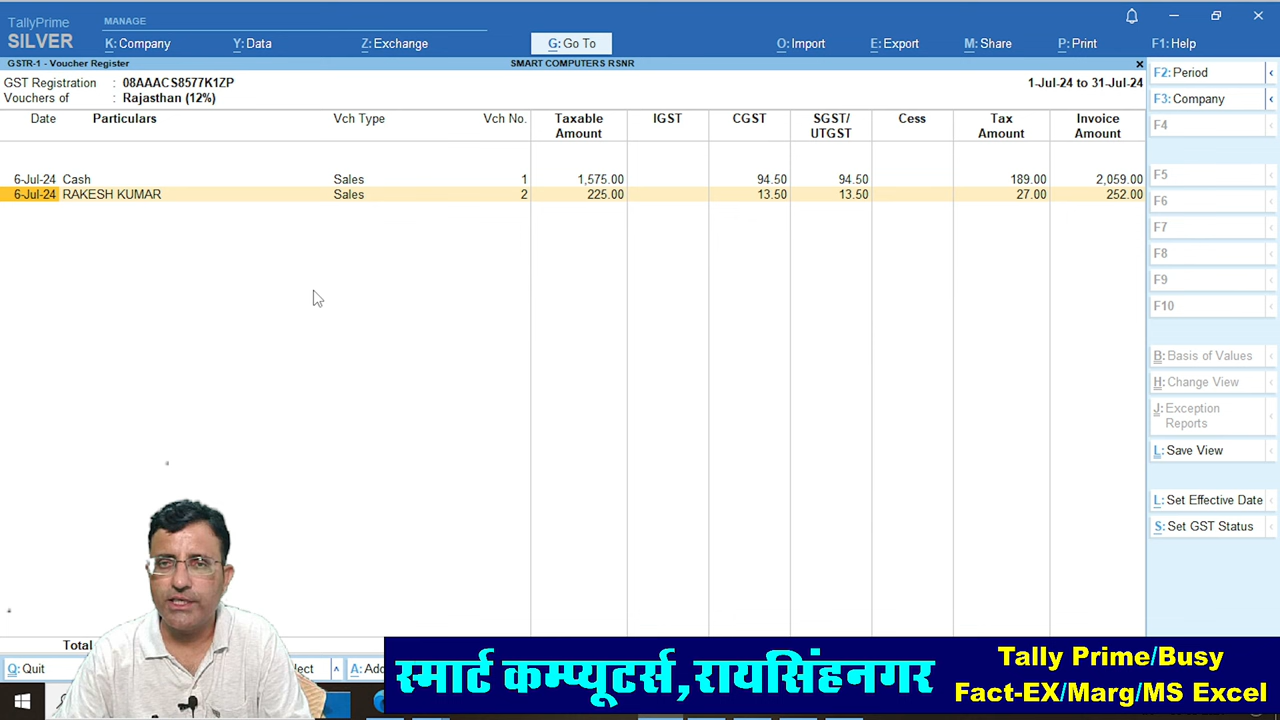 TallyPrime MANAGE
SILVER K: Company Y: Data Z: Exchange G: Go To O: Import E: Export M: Share P: Print F1: Help
GSTR-1 - Voucher Register SMART COMPUTERS RSNR
GST Registration : 08AAACS8577K1ZP 1-Jul-24 to 31-Jul-24
Vouchers of : Rajasthan (12%)
Date Particulars Vch Type Vch No. Taxable IGST CGST SGST/ Cess Tax Invoice
Amount UTGST Amount Amount
6-Jul-24 Cash Sales 1 1,575.00 94.50 94.50 189.00 2,059.00
6-Jul-24 RAKESH KUMAR Sales 2 225.00 13.50 13.50 27.00 252.00
F2: Period
F3: Company
F4
F5
F6
F7
F8
F9
F10
B: Basis of Values
H: Change View
J: Exception
Reports
L: Save View
L: Set Effective Date
S: Set GST Status
Total
Q: Quit
स्मार्ट कम्प्यूटर्स,रायसिंहनगर
Tally Prime/Busy
Fact-EX/Marg/MS Excel